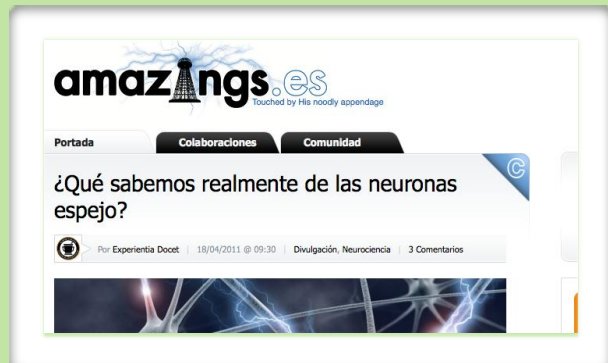 amazings.es
Touched by His noodly appendage
Portada Colaboraciones Comunidad
¿Qué sabemos realmente de las neuronas
espejo?
Por Experientia Docet | 18/04/2011 @ 09:30 | Divulgación, Neurociencia | 3 Comentarios
©